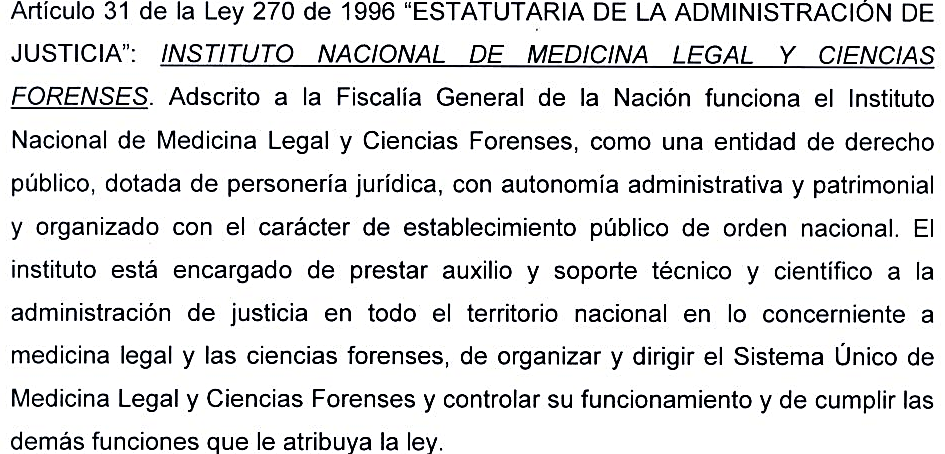 Artículo 31 de la Ley 270 de 1996 “ESTATUTARIA DE LA ADMINISTRACIÓN DE
JUSTICIA”: INSTITUTO NACIONAL DE MEDICINA LEGAL Y CIENCIAS
FORENSES. Adscrito a la Fiscalía General de la Nación funciona el Instituto
Nacional de Medicina Legal y Ciencias Forenses, como una entidad de derecho
público, dotada de personería jurídica, con autonomía administrativa y patrimonial
y organizado con el carácter de establecimiento público de orden nacional. El
instituto está encargado de prestar auxilio y soporte técnico y científico a la
administración de justicia en todo el territorio nacional en lo concerniente a
medicina legal y las ciencias forenses, de organizar y dirigir el Sistema Único de
Medicina Legal y Ciencias Forenses y controlar su funcionamiento y de cumplir las
demás funciones que le atribuya la ley.